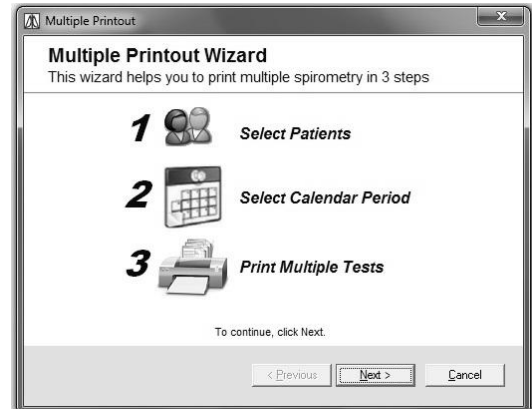 Multiple Printout
Multiple Printout Wizard
This wizard helps you to print multiple spirometry in 3 steps
1 Select Patients
2 Select Calendar Period
3 Print Multiple Tests
To continue, click Next.
< Previous Next > Cancel